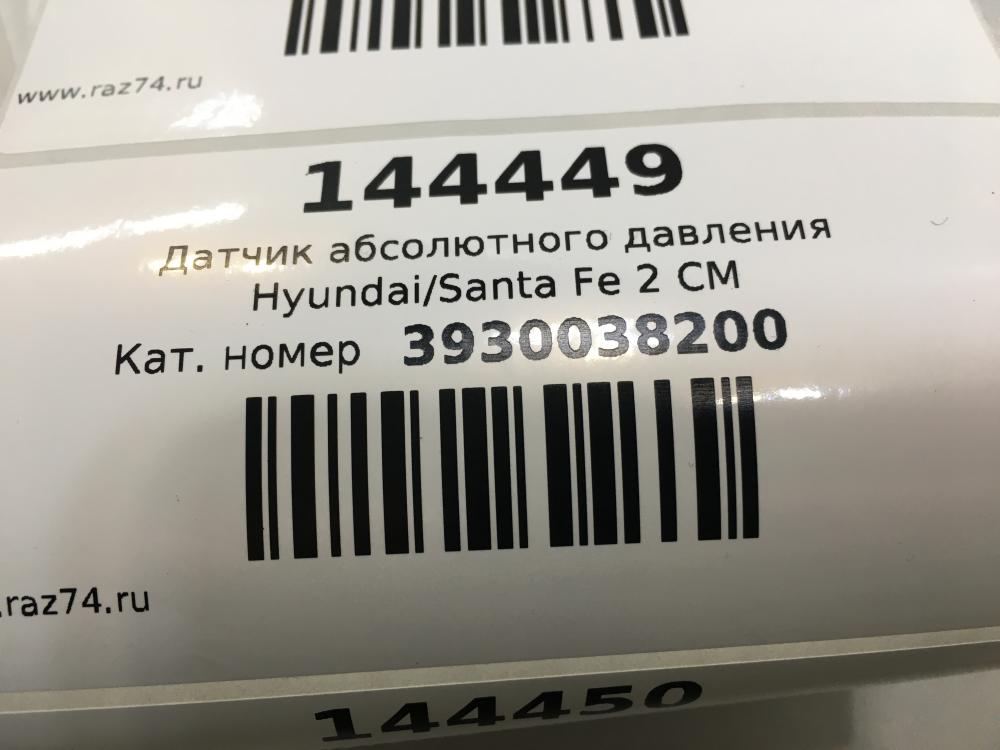 www.raz74.ru
144449
Датчик абсолютного давления
Hyundai/Santa Fe 2 CM
Кат. номер 3930038200
.raz74.ru
144450